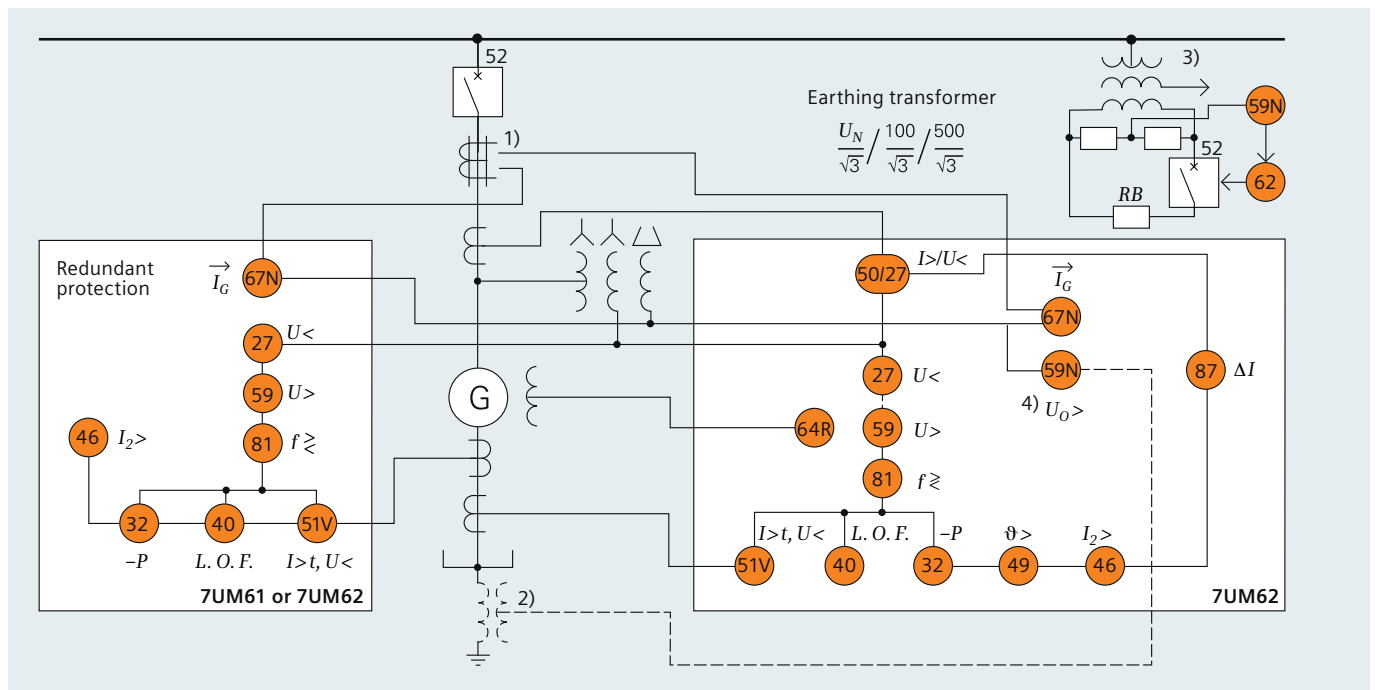 52
1)
3)
Earthing transformer
U_N/√3 / 100/√3 / 500/√3
59N
52
62
RB
Redundant
protection
I_G
67N
27 U<
59 U>
46 I_2>
81 f ≷
32 40 51V
–P L. O. F. I>t, U<
7UM61 or 7UM62
G
2)
50/27 I>/U<
I_G
67N
27 U<
59N
4) U_O>
87 ΔI
64R
59 U>
81 f ≷
I>t, U< L. O. F. –P ϑ> I_2>
51V 40 32 49 46
7UM62